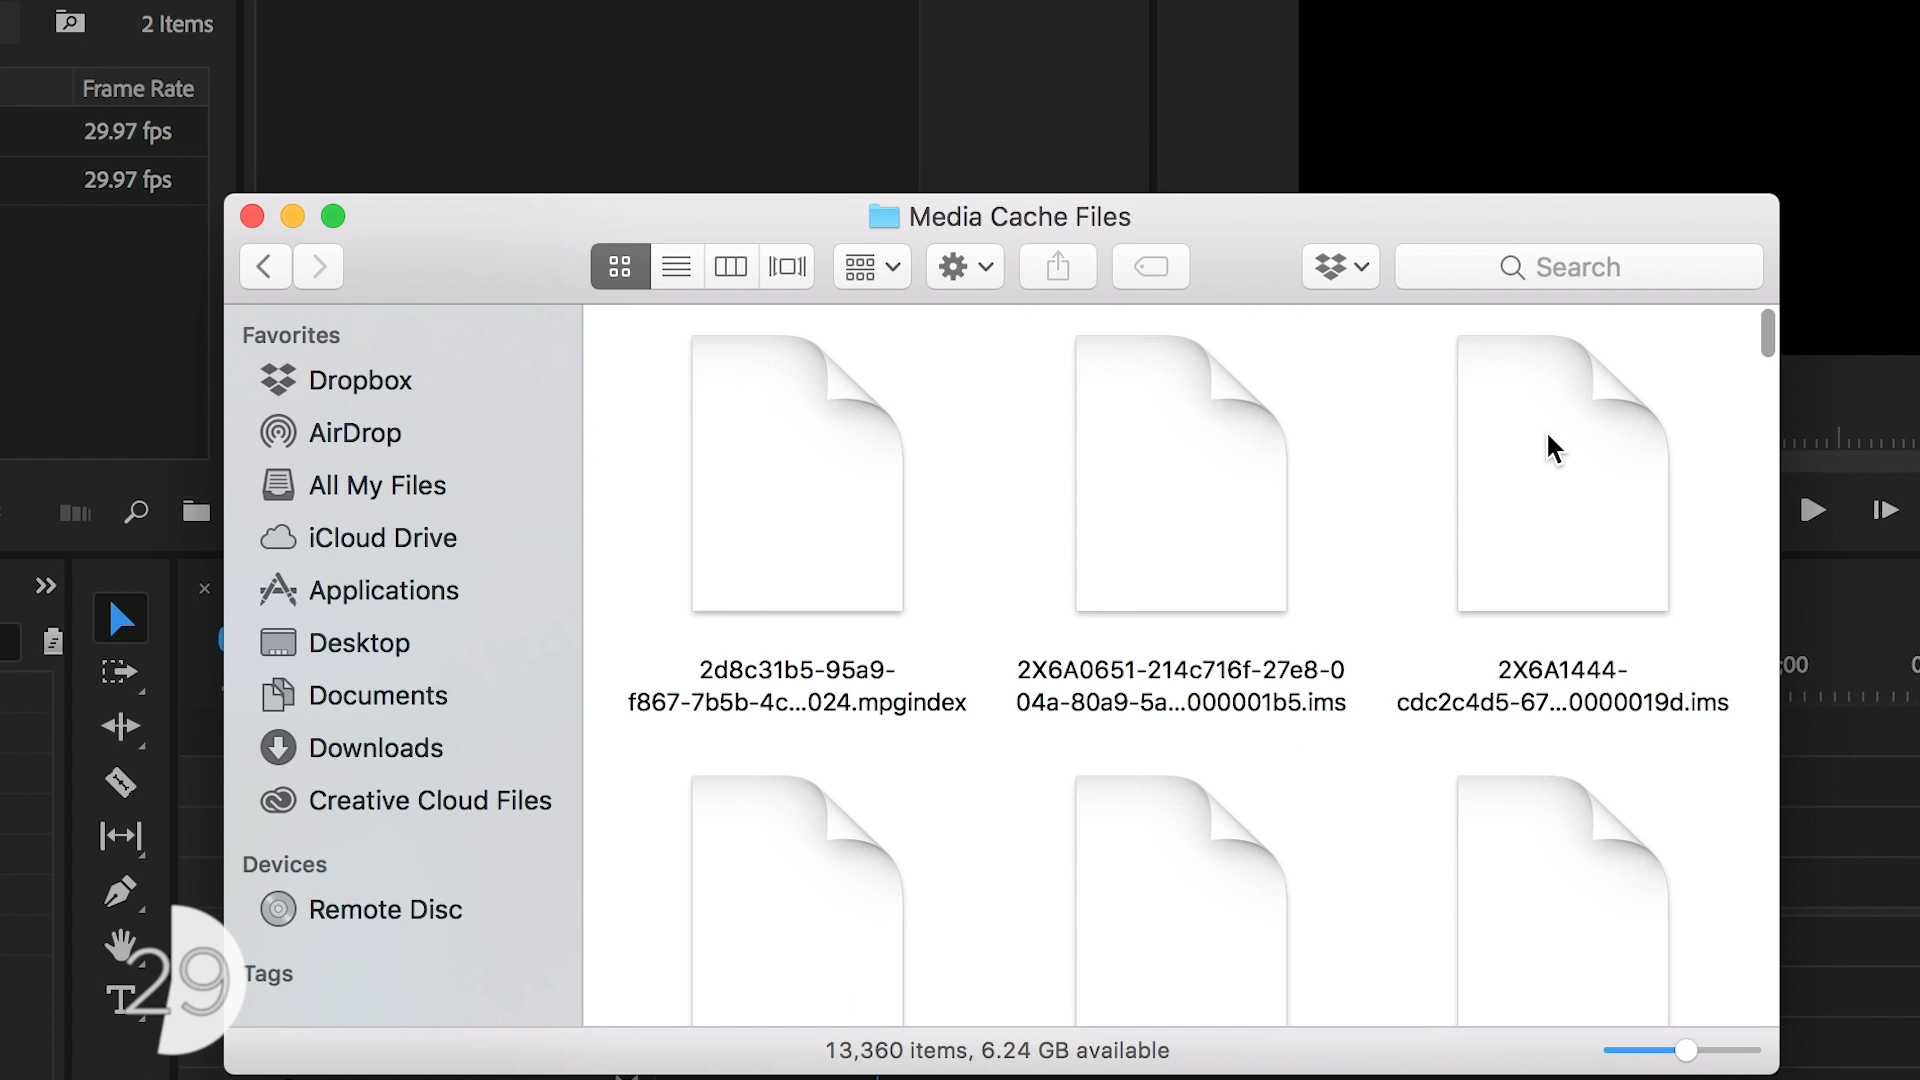 2 Items
Frame Rate
29.97 fps
29.97 fps
Media Cache Files
Search
Favorites
Dropbox
AirDrop
All My Files
iCloud Drive
Applications
Desktop
Documents
Downloads
Creative Cloud Files
Devices
Remote Disc
Tags
2d8c31b5-95a9-
f867-7b5b-4c...024.mpgindex
2X6A0651-214c716f-27e8-0
04a-80a9-5a...000001b5.ims
2X6A1444-
cdc2c4d5-67...0000019d.ims
:00
29
13,360 items, 6.24 GB available